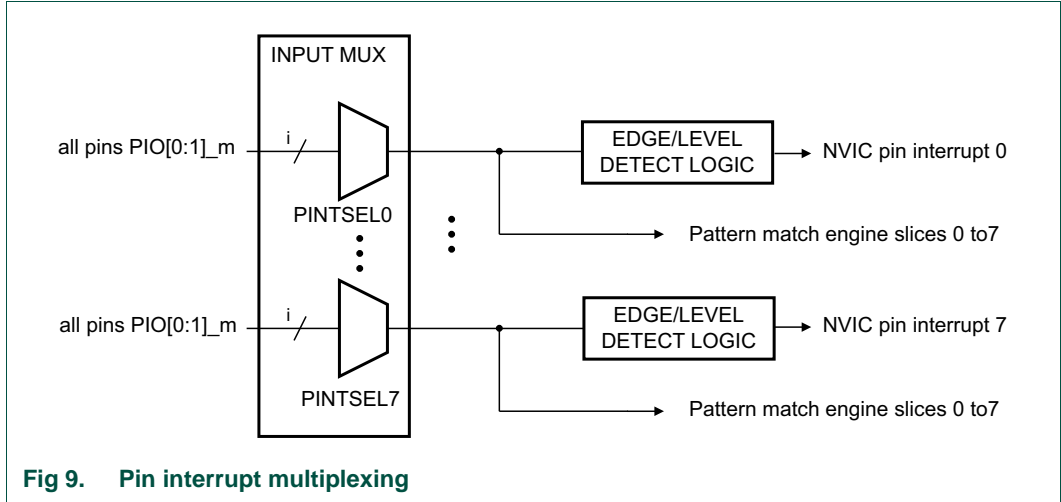 INPUT MUX
all pins PIO[0:1]_m
i
PINTSEL0
EDGE/LEVEL
DETECT LOGIC
NVIC pin interrupt 0
Pattern match engine slices 0 to7
all pins PIO[0:1]_m
i
PINTSEL7
EDGE/LEVEL
DETECT LOGIC
NVIC pin interrupt 7
Pattern match engine slices 0 to7
Fig 9. Pin interrupt multiplexing